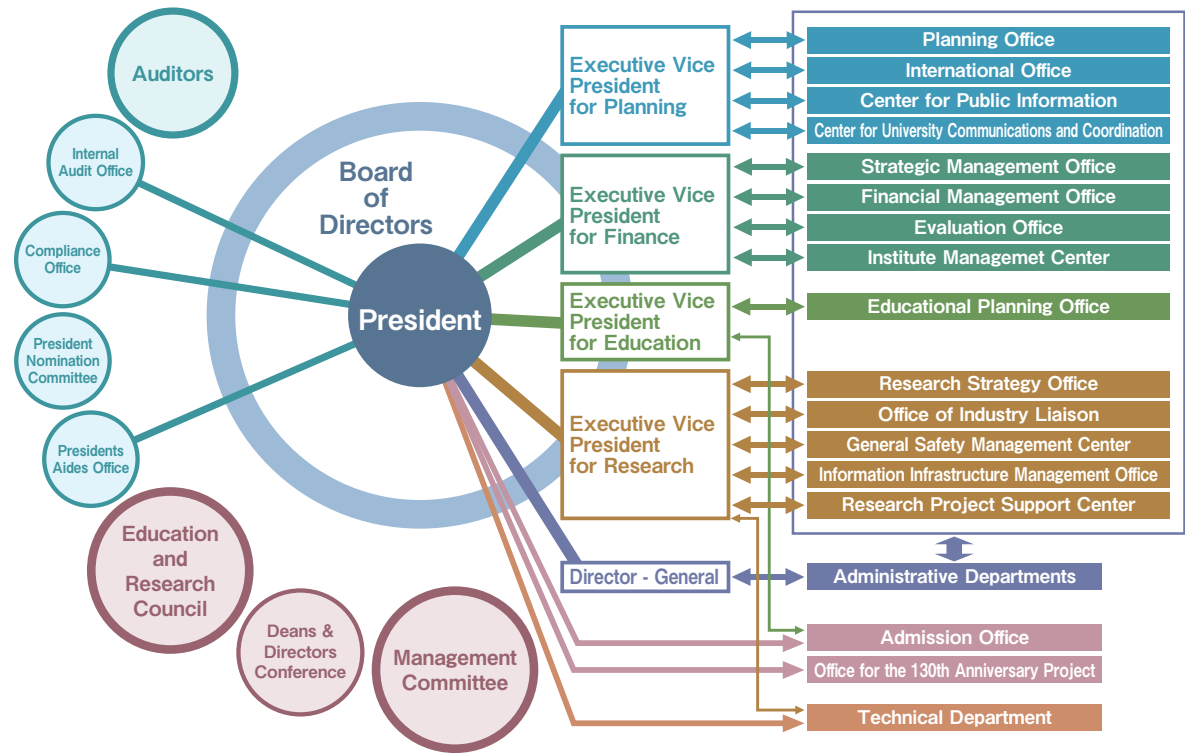 Auditors
Internal
Audit Office
Compliance
Office
President
Nomination
Committee
Presidents
Aides Office
Education
and
Research
Council
Deans &
Directors
Conference
Management
Committee
Board
of
Directors
President
Executive Vice
President
for Planning
Executive Vice
President
for Finance
Executive Vice
President
for Education
Executive Vice
President
for Research
Director - General
Planning Office
International Office
Center for Public Information
Center for University Communications and Coordination
Strategic Management Office
Financial Management Office
Evaluation Office
Institute Managemet Center
Educational Planning Office
Research Strategy Office
Office of Industry Liaison
General Safety Management Center
Information Infrastructure Management Office
Research Project Support Center
Administrative Departments
Admission Office
Office for the 130th Anniversary Project
Technical Department